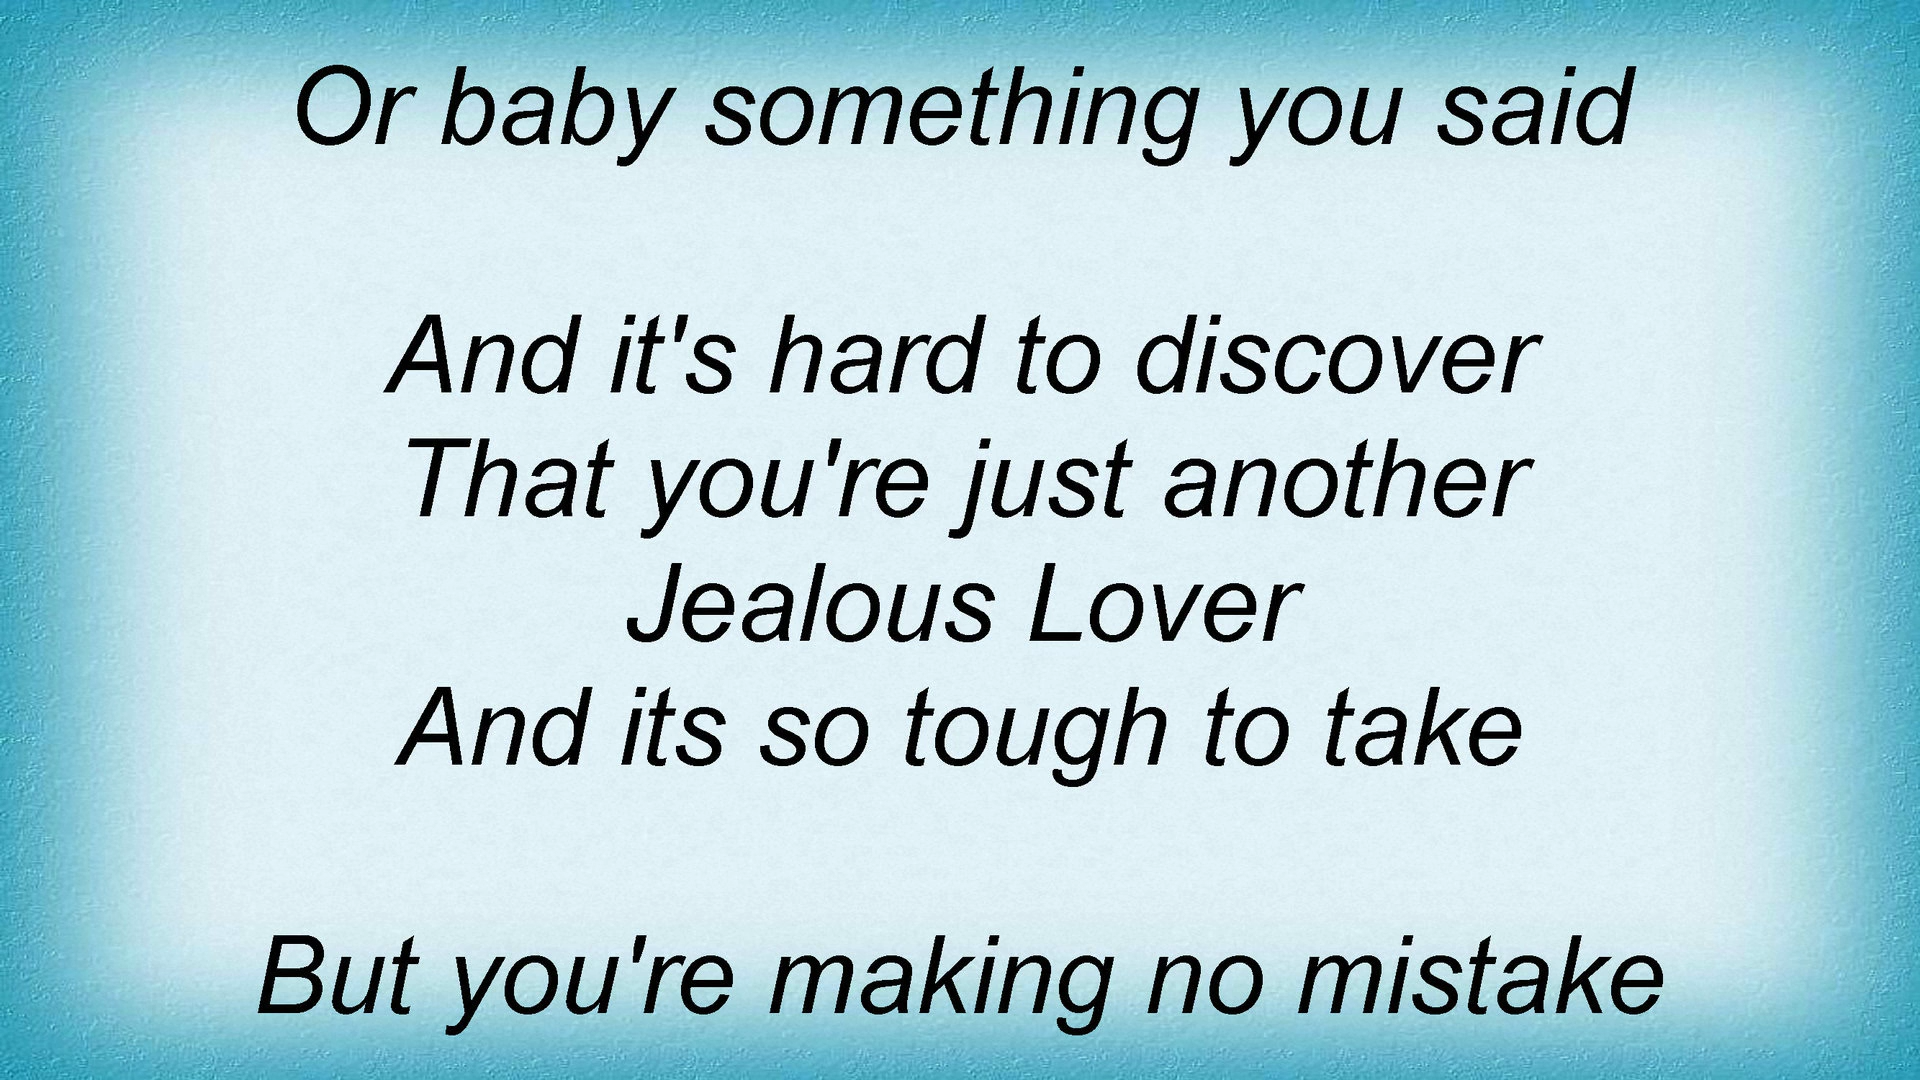 Or baby something you said
And it's hard to discover
That you're just another
Jealous Lover
And its so tough to take
But you're making no mistake